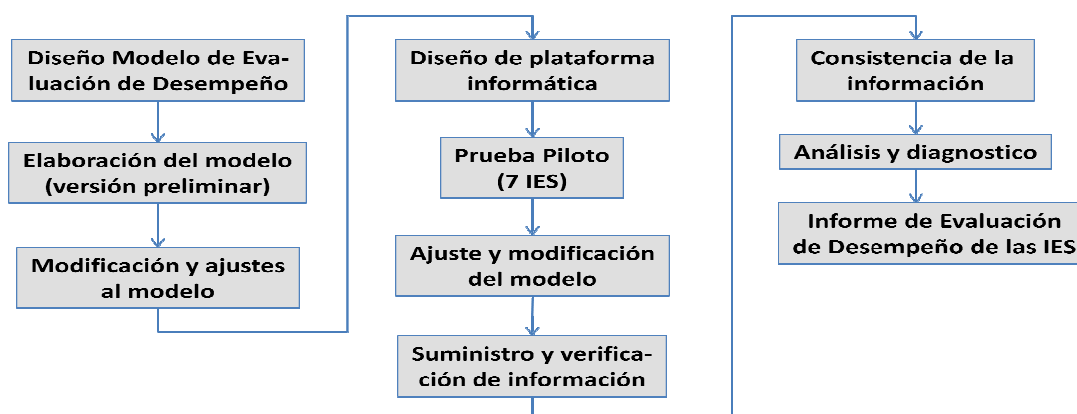 Diseño Modelo de Eva-
luación de Desempeño
Elaboración del modelo
(versión preliminar)
Modificación y ajustes
al modelo
Diseño de plataforma
informática
Prueba Piloto
(7 IES)
Ajuste y modificación
del modelo
Suministro y verifica-
ción de información
Consistencia de la
información
Análisis y diagnostico
Informe de Evaluación
de Desempeño de las IES